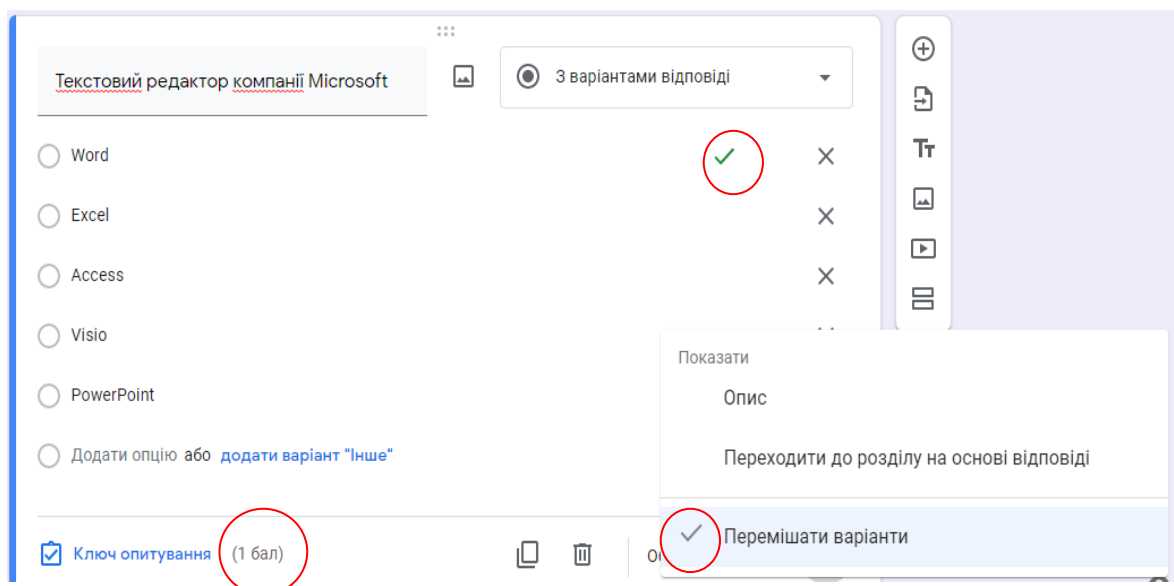 Текстовий редактор компанії Microsoft
З варіантами відповіді
Word
Excel
Access
Visio
PowerPoint
Додати опцію або додати варіант "Інше"
Показати
Опис
Переходити до розділу на основі відповіді
Перемішати варіанти
Ключ опитування (1 бал)